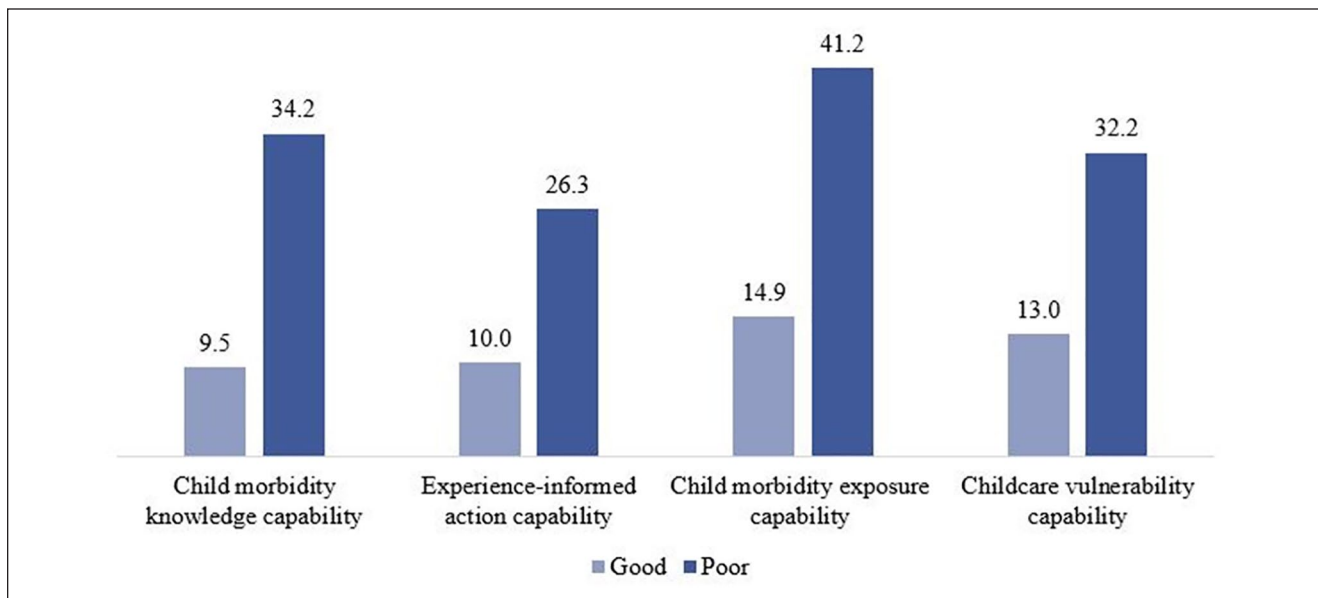 41.2
34.2
32.2
26.3
14.9
13.0
10.0
9.5
Child morbidity
knowledge capability
Experience-informed
action capability
Child morbidity exposure
capability
Childcare vulnerability
capability
Good
Poor